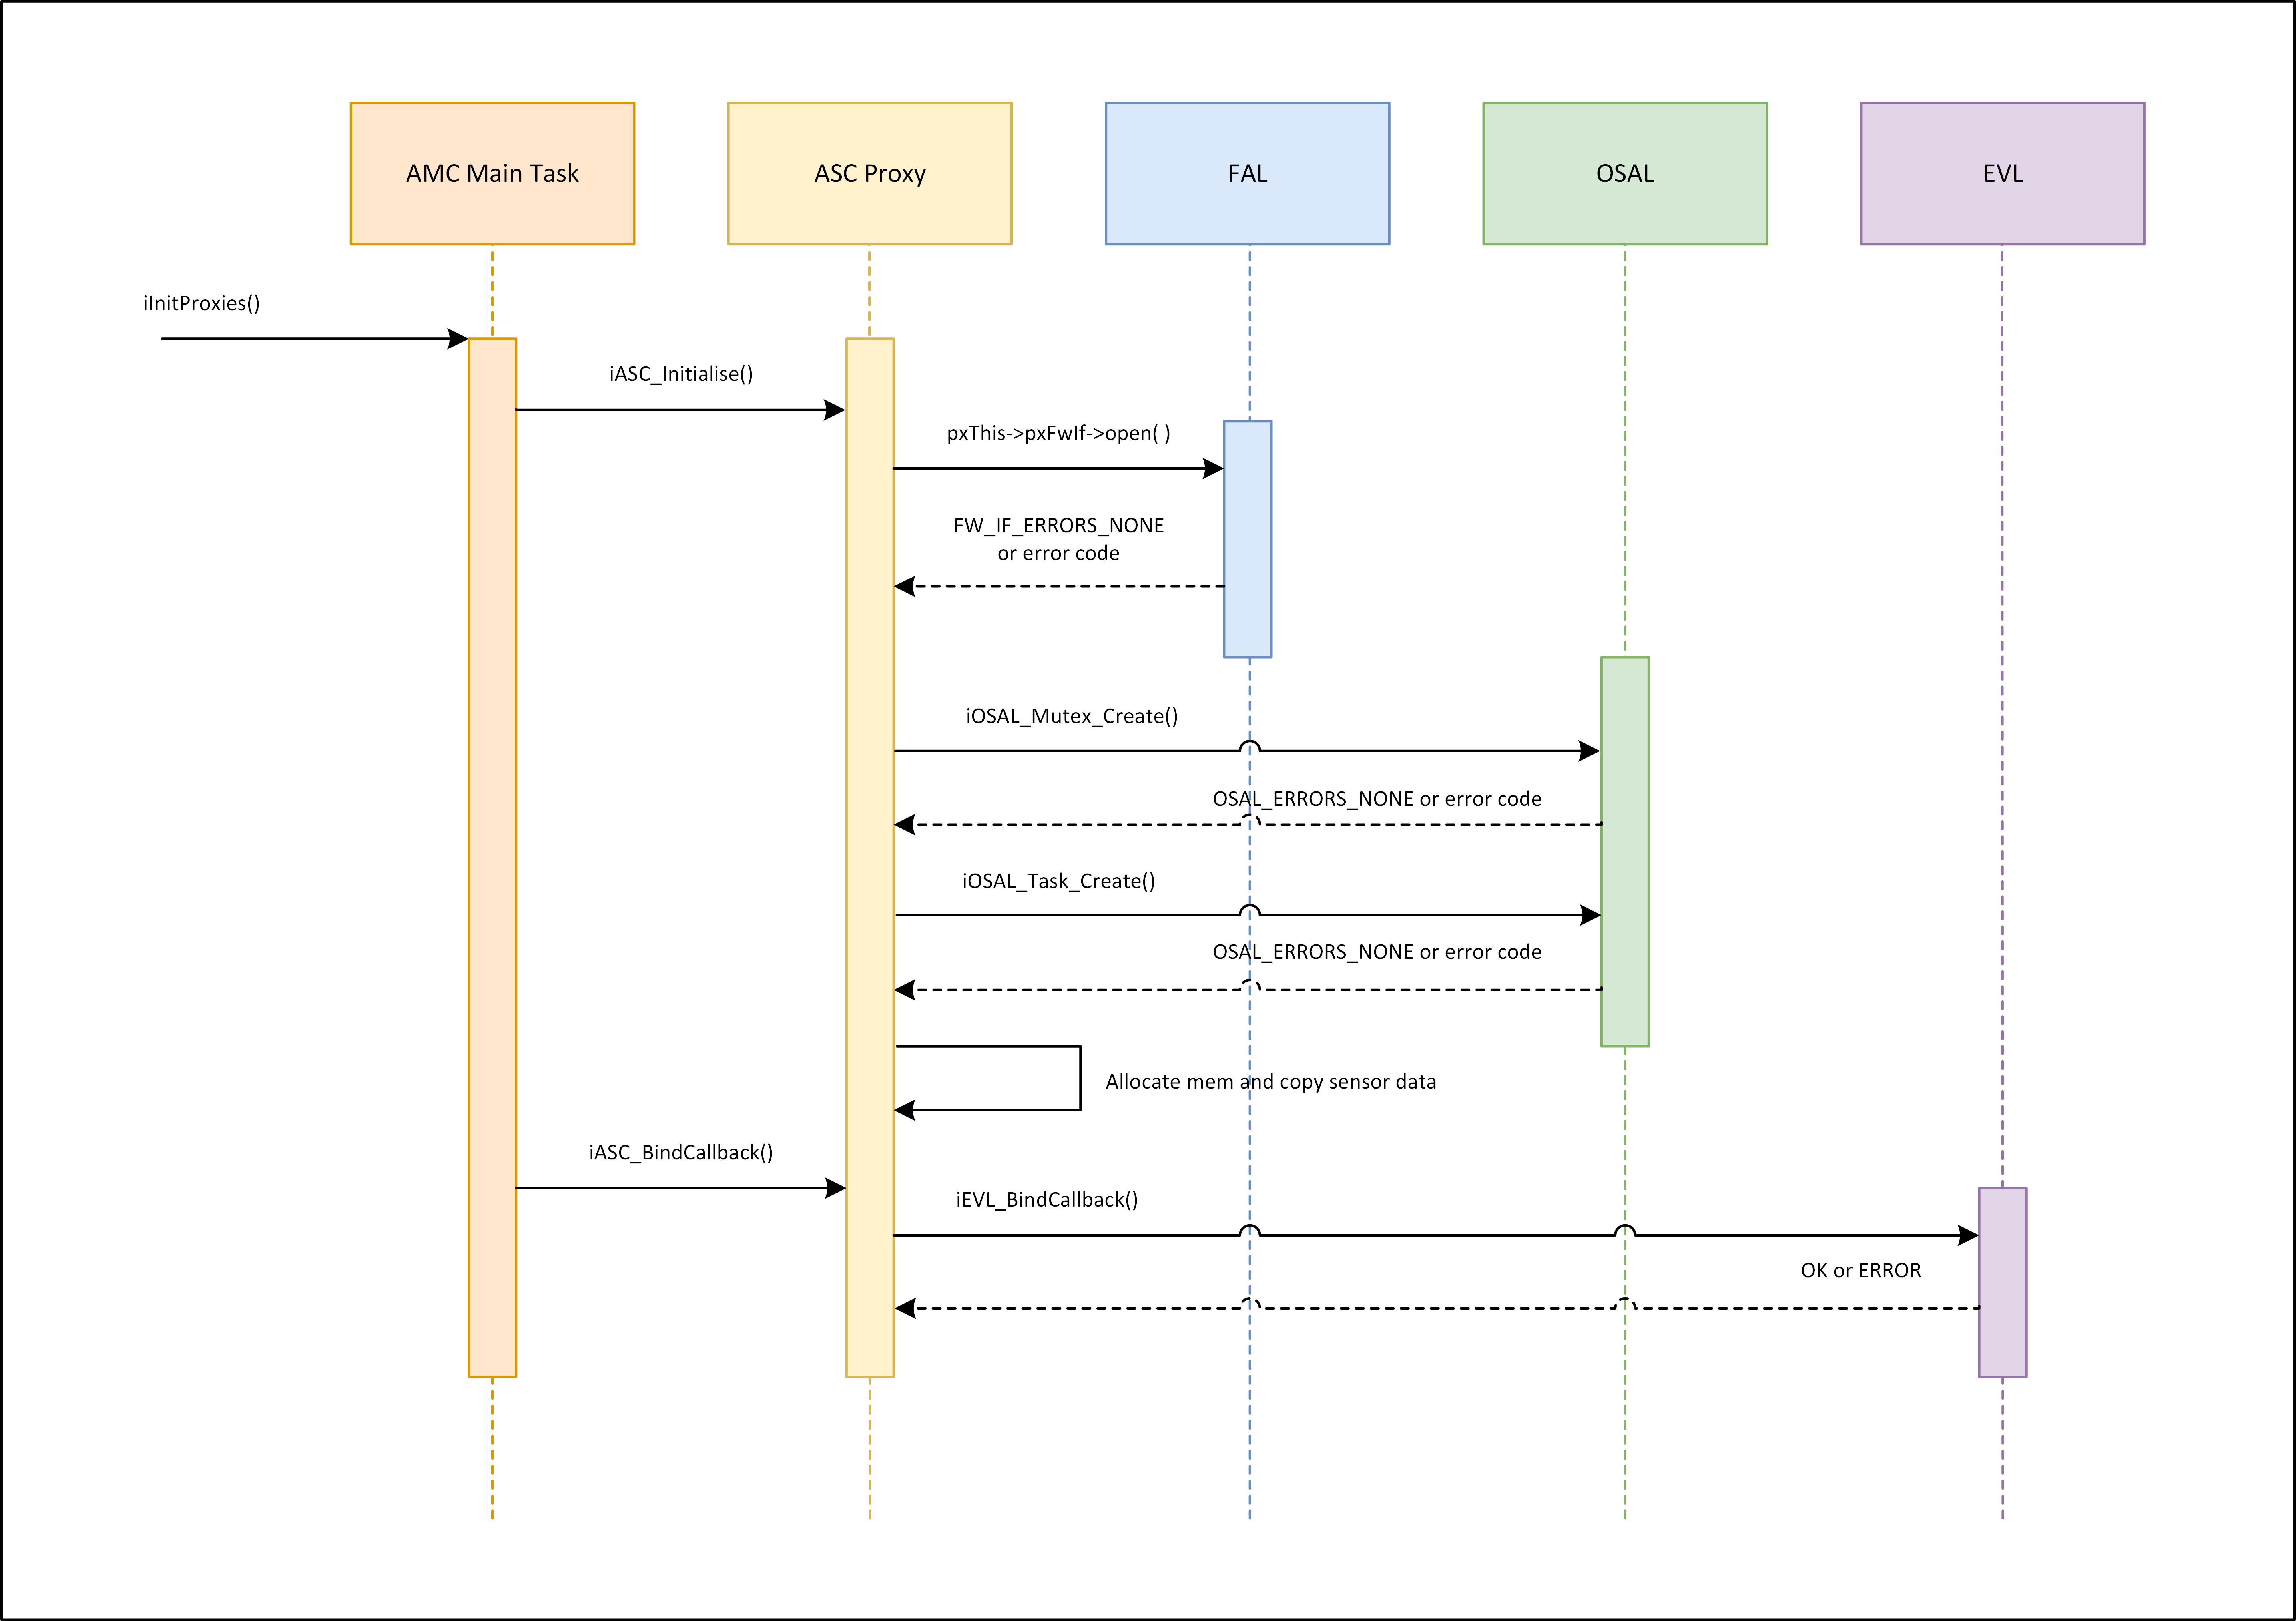 AMC Main Task
ASC Proxy
FAL
OSAL
EVL
iInitProxies()
iASC_Initialise()
pxThis->pxFwIf->open( )
FW_IF_ERRORS_NONE
or error code
iOSAL_Mutex_Create()
OSAL_ERRORS_NONE or error code
iOSAL_Task_Create()
OSAL_ERRORS_NONE or error code
Allocate mem and copy sensor data
iASC_BindCallback()
iEVL_BindCallback()
OK or ERROR